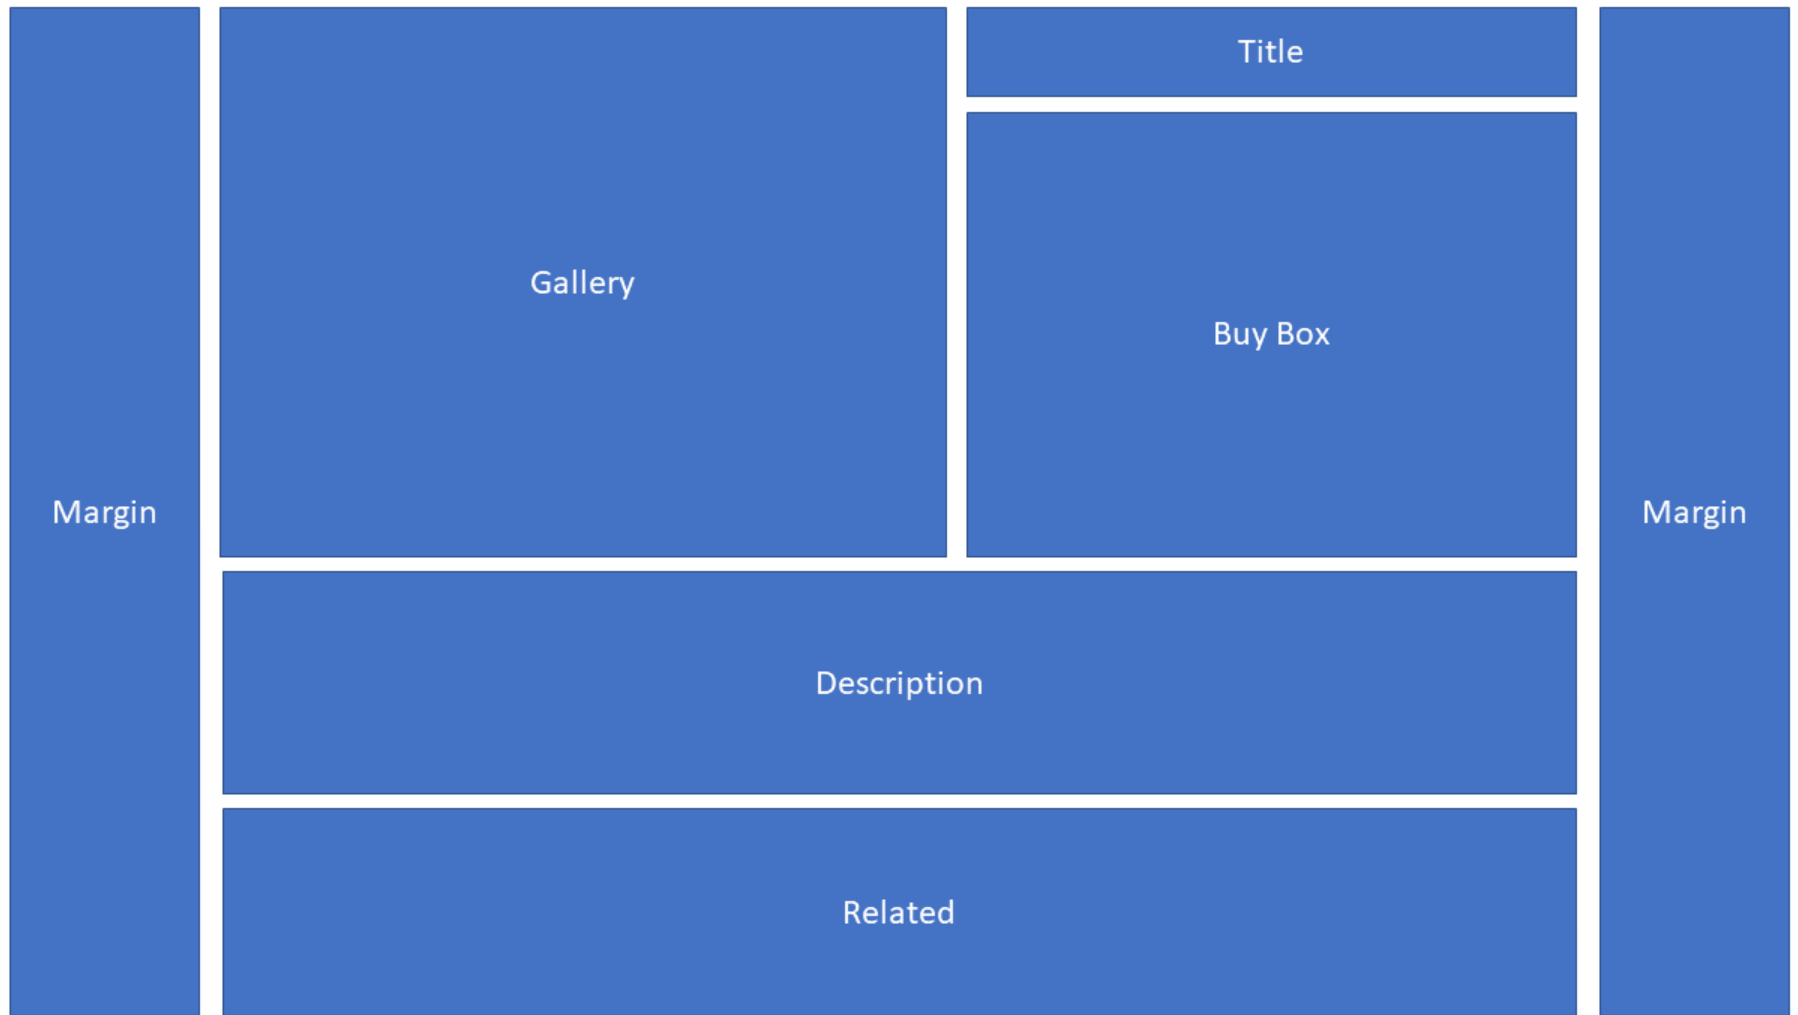 Title
Gallery
Buy Box
Margin
Margin
Description
Related